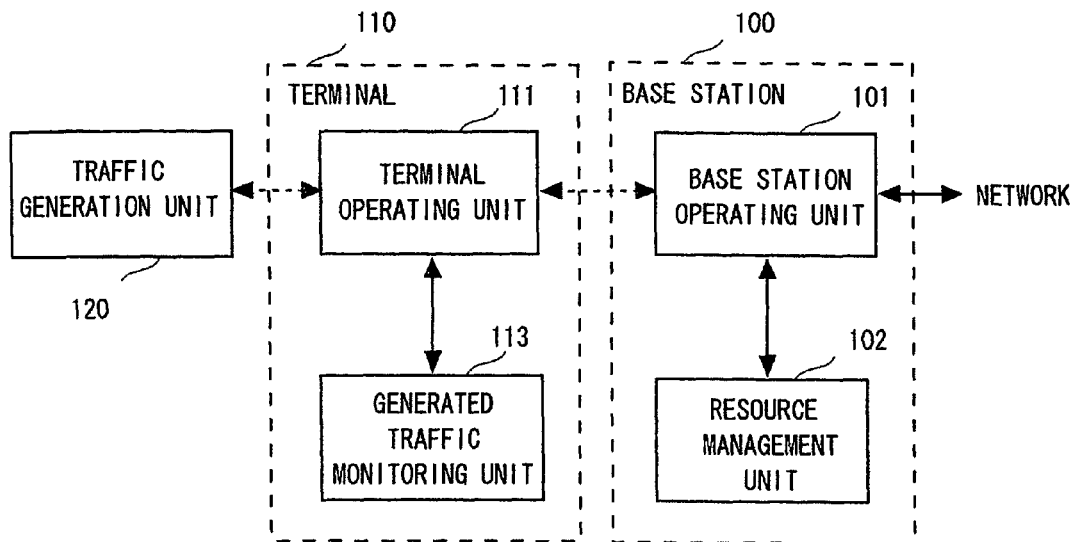 110
100
TERMINAL
111
BASE STATION
101
TRAFFIC
GENERATION UNIT
TERMINAL
OPERATING UNIT
BASE STATION
OPERATING UNIT
NETWORK
120
113
102
GENERATED
TRAFFIC
MONITORING UNIT
RESOURCE
MANAGEMENT
UNIT